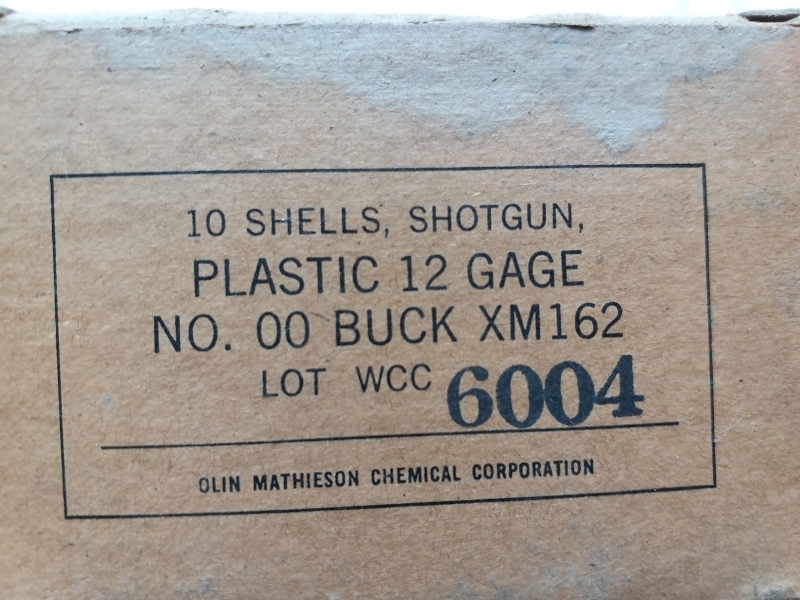 10 SHELLS, SHOTGUN,
PLASTIC 12 GAGE
NO. 00 BUCK XM162
LOT WCC 6004
OLIN MATHIESON CHEMICAL CORPORATION